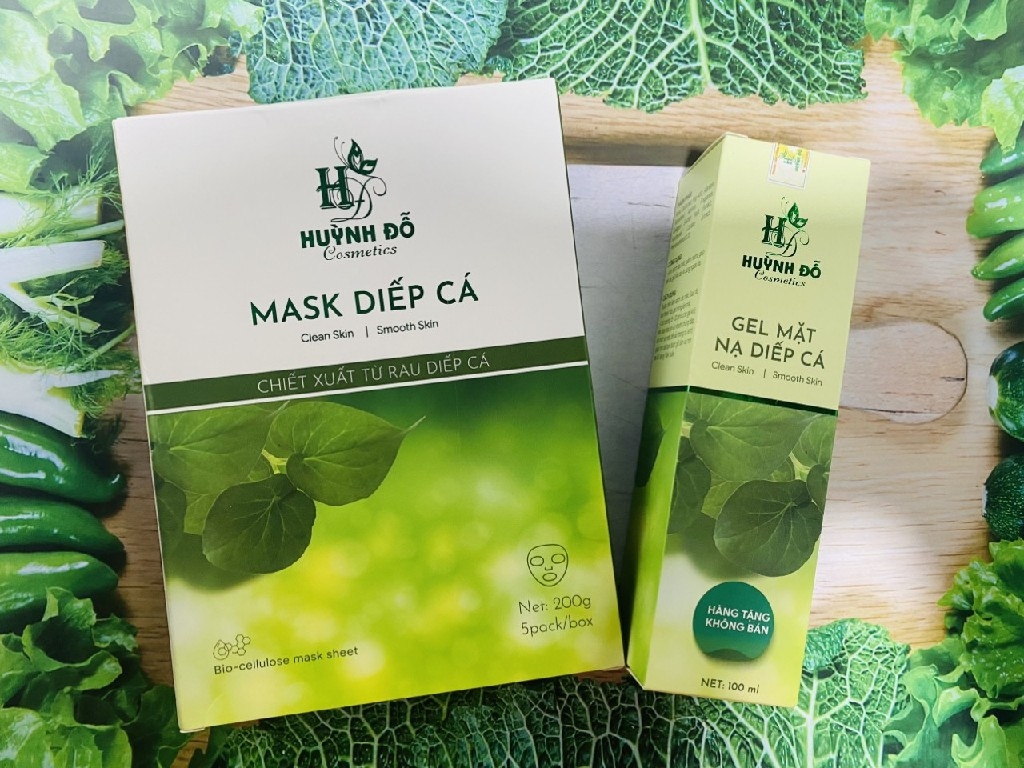 HĐ
HUỲNH ĐỖ
Cosmetics
MASK DIẾP CÁ
Clean Skin | Smooth Skin
CHIẾT XUẤT TỪ RAU DIẾP CÁ
Net: 200g
5pack/box
Bio-cellulose mask sheet
HĐ
HUỲNH ĐỖ
Cosmetics
GEL MẶT
NẠ DIẾP CÁ
Clean Skin | Smooth Skin
HÀNG TẶNG
KHÔNG BÁN
NET: 100 ml